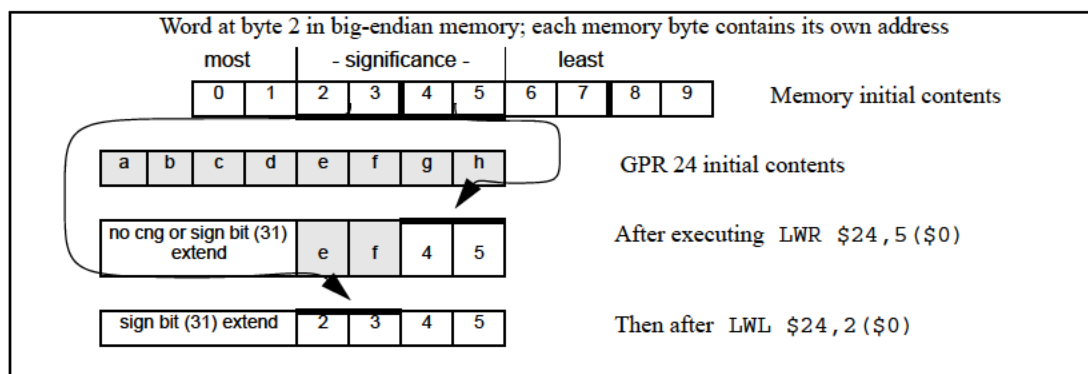 Word at byte 2 in big-endian memory; each memory byte contains its own address
most - significance - least
0 1 2 3 4 5 6 7 8 9 Memory initial contents
a b c d e f g h GPR 24 initial contents
no cng or sign bit (31)
extend e f 4 5 After executing LWR $24,5($0)
sign bit (31) extend 2 3 4 5 Then after LWL $24,2($0)